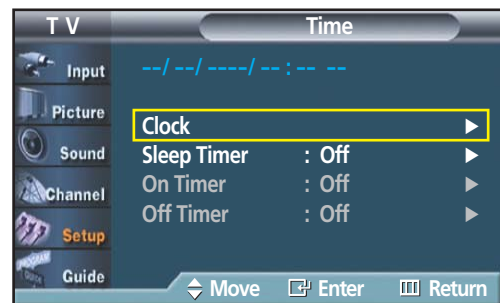 T V
Time
Input
--/ --/ ----/ -- : -- --
Picture
Clock
Sound
Sleep Timer : Off
Channel
On Timer : Off
Setup
Off Timer : Off
Guide
Move Enter Return